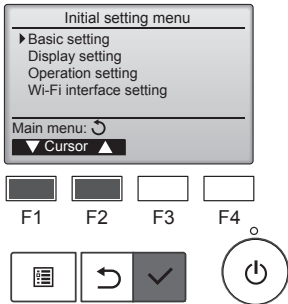 Initial setting menu
Basic setting
Display setting
Operation setting
Wi-Fi interface setting
Main menu:
Cursor
F1 F2 F3 F4